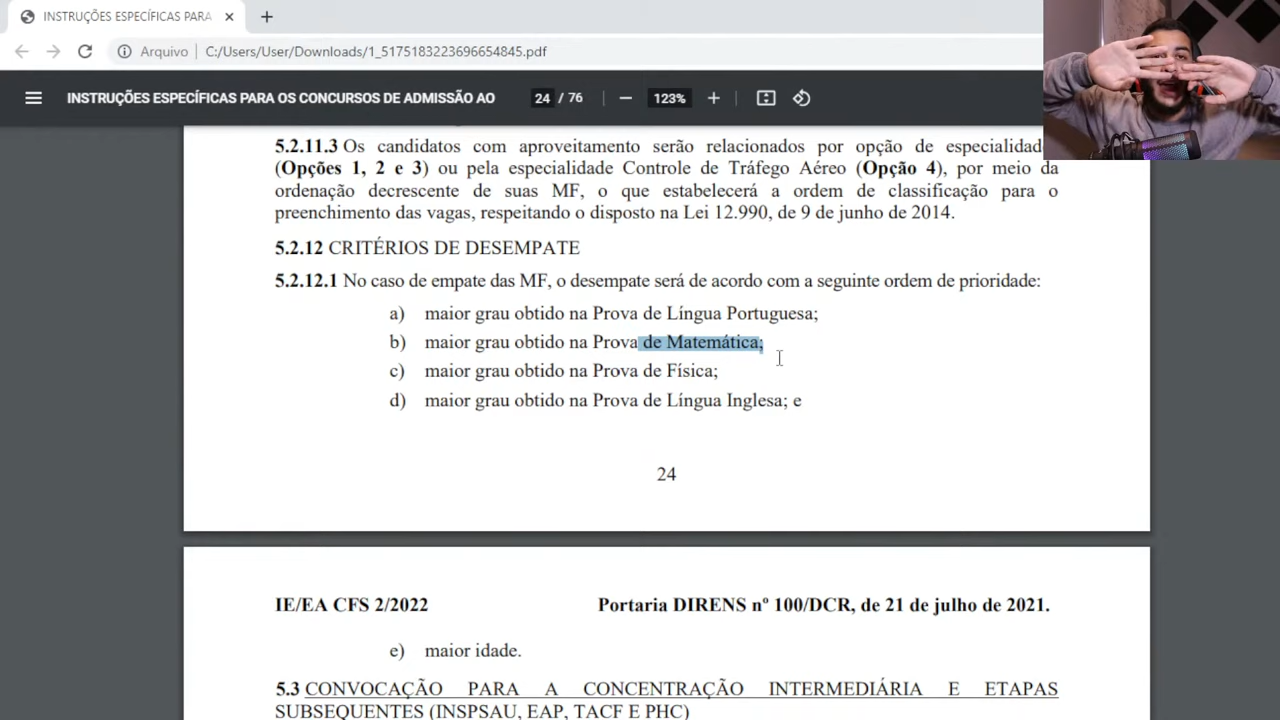 INSTRUÇÕES ESPECÍFICAS PARA
Arquivo C:/Users/User/Downloads/1_5175183223696654845.pdf
INSTRUÇÕES ESPECÍFICAS PARA OS CONCURSOS DE ADMISSÃO AO 24 / 76 123%
5.2.11.3 Os candidatos com aproveitamento serão relacionados por opção de especialidade
(Opções 1, 2 e 3) ou pela especialidade Controle de Tráfego Aéreo (Opção 4), por meio da
ordenação decrescente de suas MF, o que estabelecerá a ordem de classificação para o
preenchimento das vagas, respeitando o disposto na Lei 12.990, de 9 de junho de 2014.
5.2.12 CRITÉRIOS DE DESEMPATE
5.2.12.1 No caso de empate das MF, o desempate será de acordo com a seguinte ordem de prioridade:
a) maior grau obtido na Prova de Língua Portuguesa;
b) maior grau obtido na Prova de Matemática;
c) maior grau obtido na Prova de Física;
d) maior grau obtido na Prova de Língua Inglesa; e
24
IE/EA CFS 2/2022 Portaria DIRENS nº 100/DCR, de 21 de julho de 2021.
e) maior idade.
5.3 CONVOCAÇÃO PARA A CONCENTRAÇÃO INTERMEDIÁRIA E ETAPAS
SUBSEQUENTES (INSPSAU, EAP, TACF E PHC)